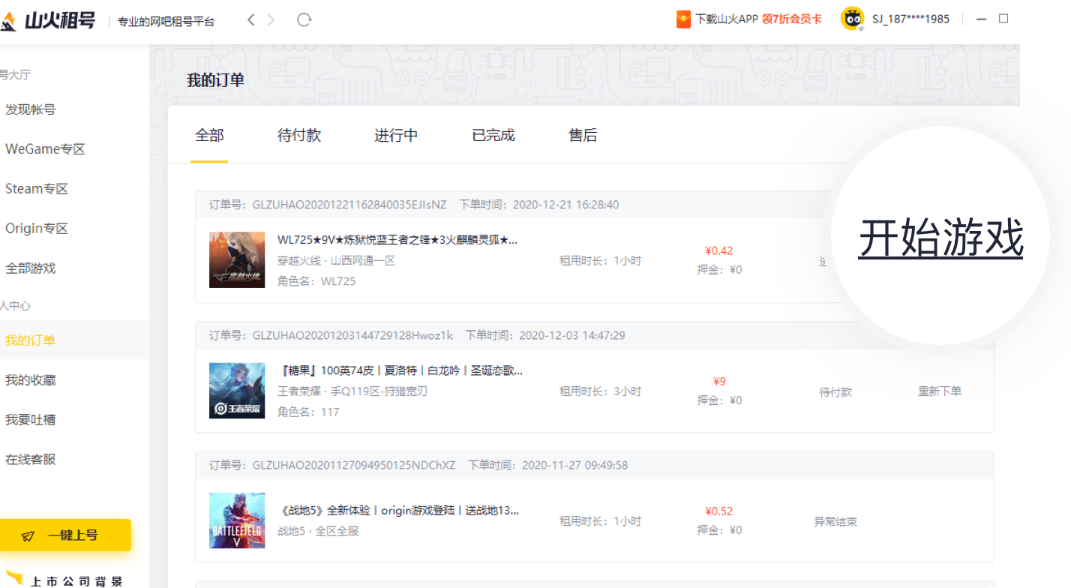 山火租号 专业的网吧租号平台 下载山火APP 领7折会员卡 SJ_187****1985
号大厅
我的订单
发现帐号
全部 待付款 进行中 已完成 售后
WeGame专区
Steam专区
订单号：GLZUHAO20201221162840035EJIsNZ 下单时间：2020-12-21 16:28:40
Origin专区
WL725★9V★炼狱悦蓝王者之锋★3火麒麟灵狐★...
穿越火线 · 山西网通一区
角色名：WL725
租用时长：1小时
¥0.42
押金：¥0
开始游戏
全部游戏
人中心
我的订单
订单号：GLZUHAO20201203144729128Hwoz1k 下单时间：2020-12-03 14:47:29
『糖果』100英74皮丨夏洛特丨白龙吟丨圣诞恋歌...
王者荣耀 · 手Q119区-狩猎宽刃
角色名：117
租用时长：3小时
¥9
押金：¥0
待付款
重新下单
王者荣耀
我的收藏
我要吐槽
在线客服
订单号：GLZUHAO20201127094950125NDChXZ 下单时间：2020-11-27 09:49:58
《战地5》全新体验丨origin游戏登陆丨送战地13...
战地5 · 全区全服
租用时长：1小时
¥0.52
押金：¥0
异常结束
BATTLEFIELD
V
一键上号
上市公司背景